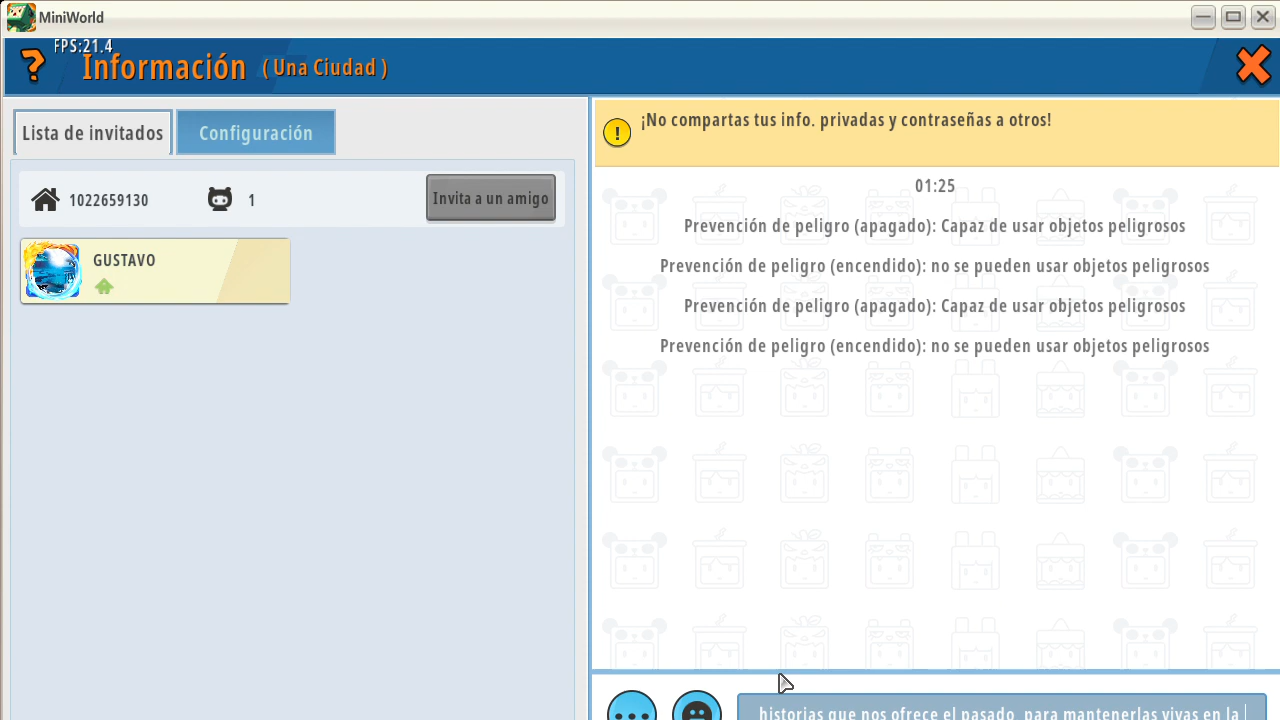 MiniWorld
FPS:21.4
Información ( Una Ciudad )
Lista de invitados
Configuración
1022659130
1
Invita a un amigo
GUSTAVO
¡No compartas tus info. privadas y contraseñas a otros!
01:25
Prevención de peligro (apagado): Capaz de usar objetos peligrosos
Prevención de peligro (encendido): no se pueden usar objetos peligrosos
Prevención de peligro (apagado): Capaz de usar objetos peligrosos
Prevención de peligro (encendido): no se pueden usar objetos peligrosos
historias que nos ofrece el pasado, para mantenerlas vivas en la